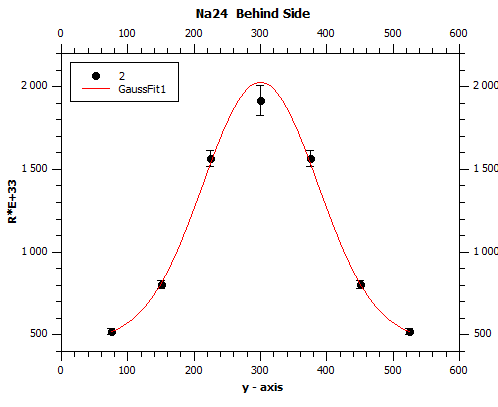 Na24  Behind Side
0 100 200 300 400 500 600
2
GaussFit1
2 000 2 000
1 500 1 500
R*E+33
1 000 1 000
500 500
0 100 200 300 400 500 600
y - axis